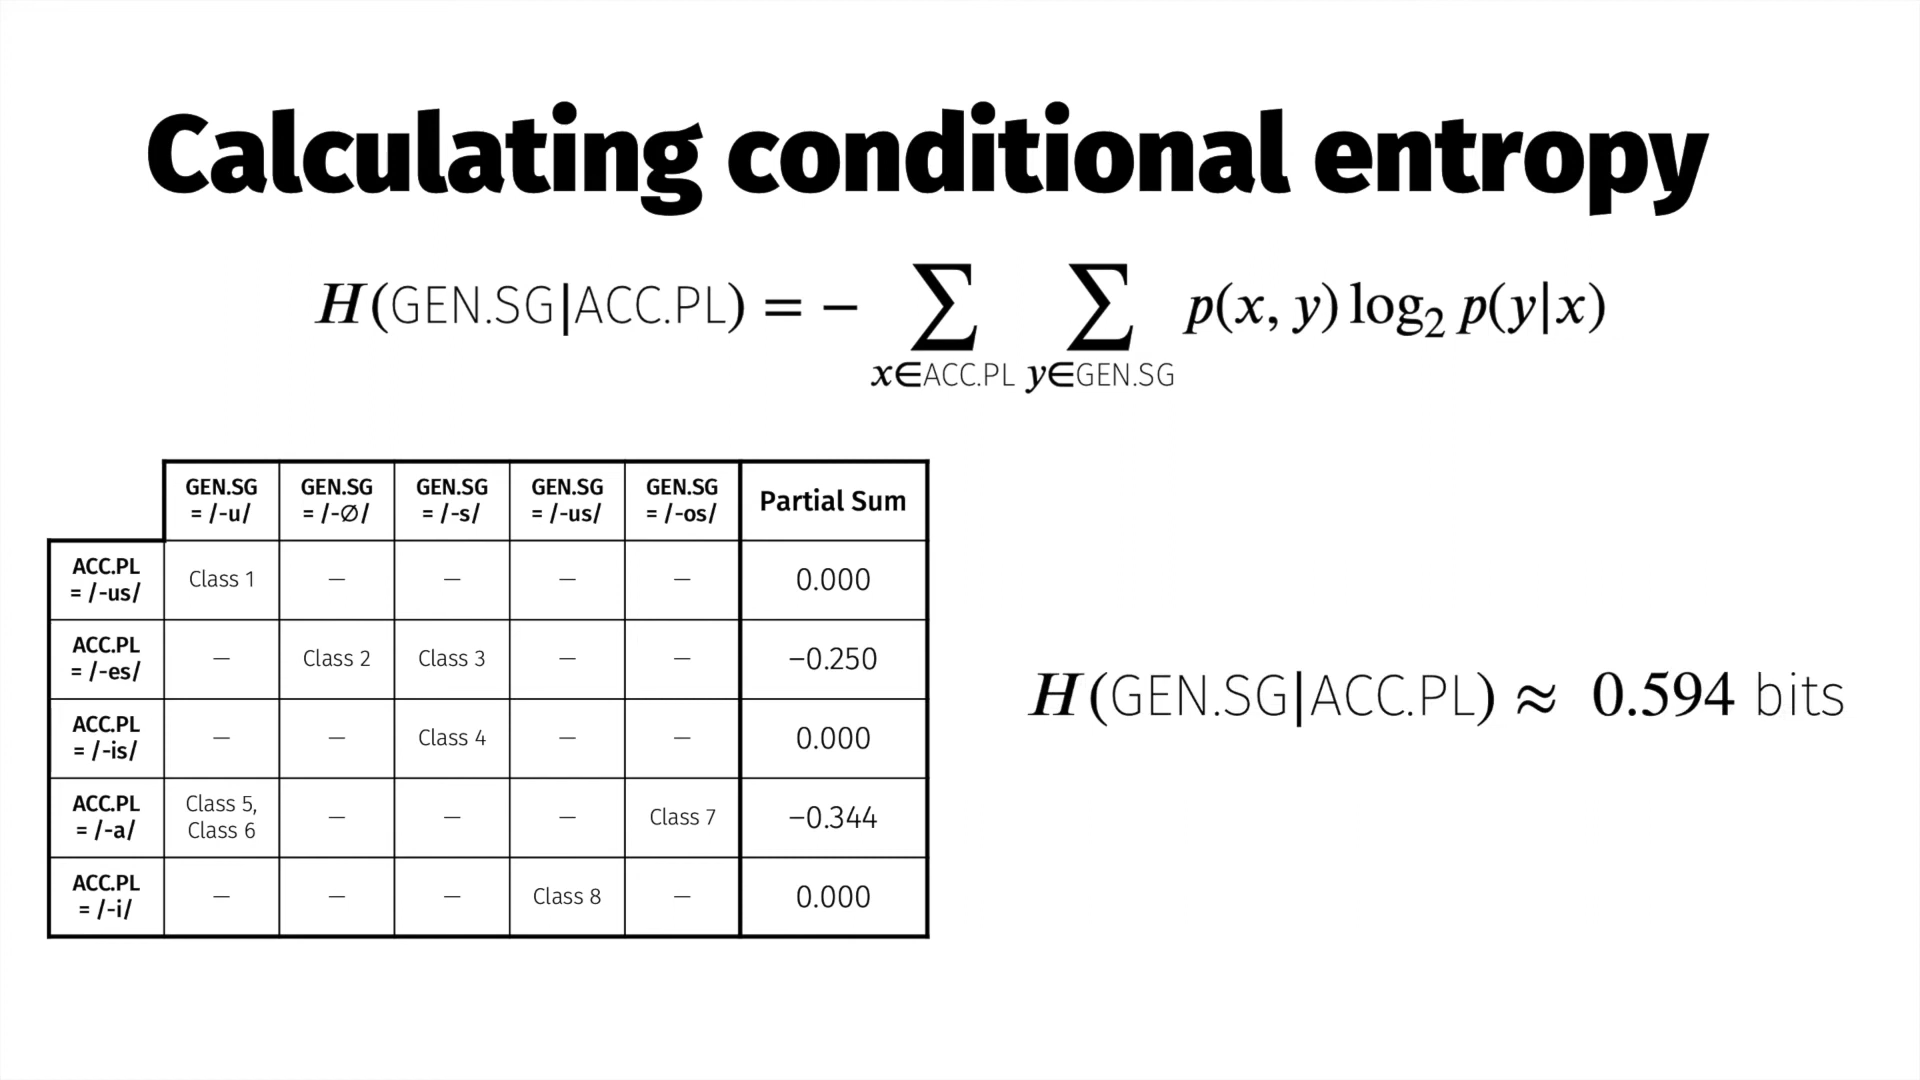 Calculating conditional entropy
H(GEN.SG|ACC.PL) = − ∑ x∈ACC.PL ∑ y∈GEN.SG p(x, y) log₂ p(y|x)
GEN.SG = /-u/ GEN.SG = /-∅/ GEN.SG = /-s/ GEN.SG = /-us/ GEN.SG = /-os/ Partial Sum
ACC.PL = /-us/ Class 1 — — — — 0.000
ACC.PL = /-es/ — Class 2 Class 3 — — −0.250
ACC.PL = /-is/ — — Class 4 — — 0.000
ACC.PL = /-a/ Class 5, Class 6 — — — Class 7 −0.344
ACC.PL = /-i/ — — — Class 8 — 0.000
H(GEN.SG|ACC.PL) ≈ 0.594 bits